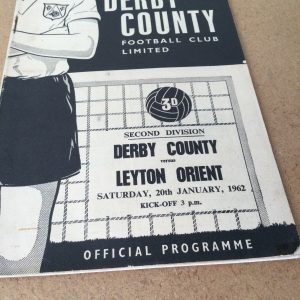 DERBY
COUNTY
FOOTBALL CLUB
LIMITED
3D
SECOND DIVISION
DERBY COUNTY
versus
LEYTON ORIENT
SATURDAY, 20th JANUARY, 1962
KICK-OFF 3 p.m.
OFFICIAL PROGRAMME